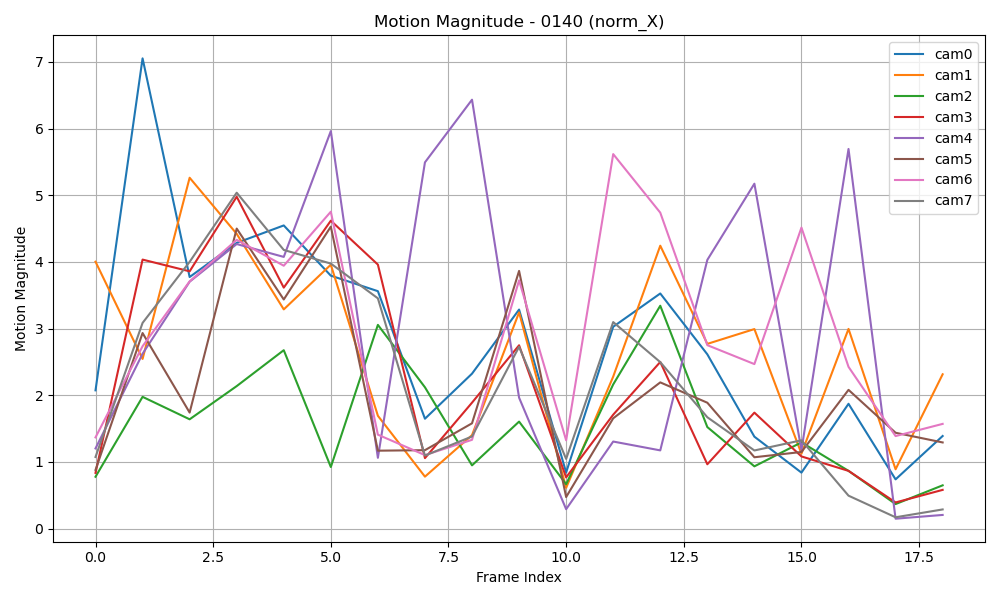 Motion Magnitude - 0140 (norm_X)
Motion Magnitude
7
6
5
4
3
2
1
0
0.0 2.5 5.0 7.5 10.0 12.5 15.0 17.5
Frame Index
cam0
cam1
cam2
cam3
cam4
cam5
cam6
cam7